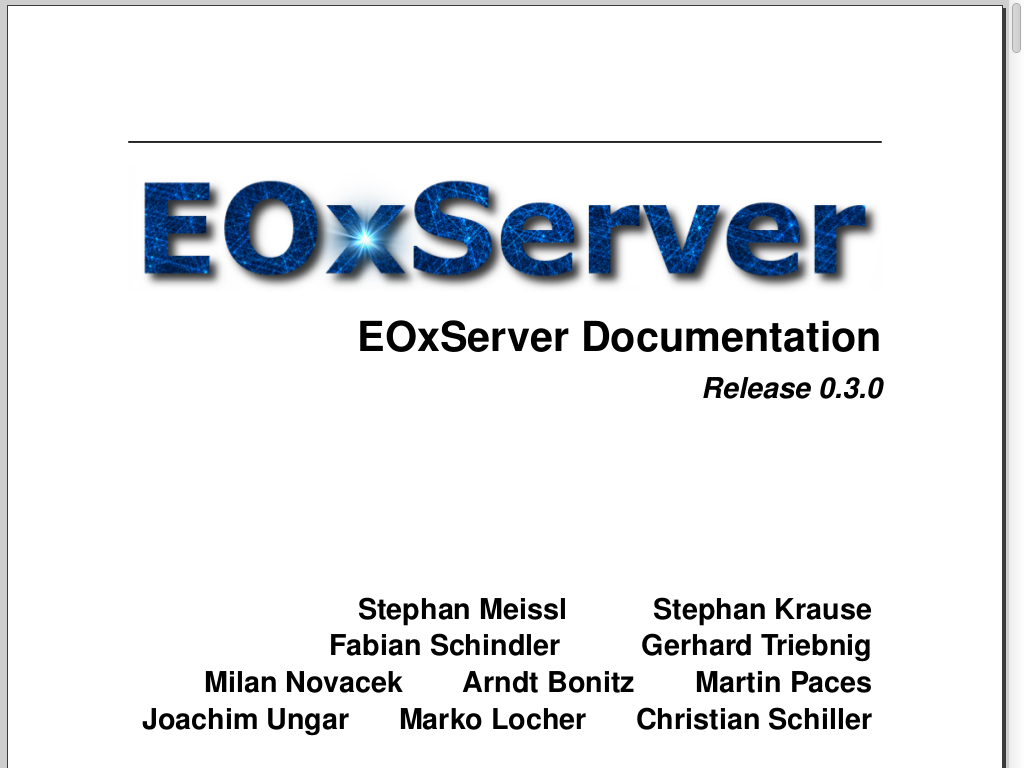 EOxServer
EOxServer Documentation
Release 0.3.0
Stephan Meissl Stephan Krause
Fabian Schindler Gerhard Triebnig
Milan Novacek Arndt Bonitz Martin Paces
Joachim Ungar Marko Locher Christian Schiller